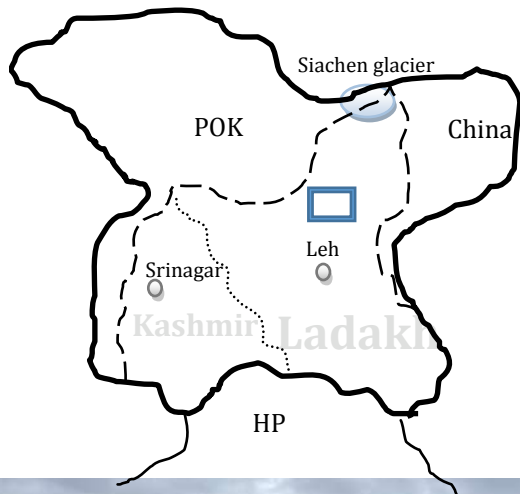 Siachen glacier
POK
China
Leh
Srinagar
Kashmir
Ladakh
HP